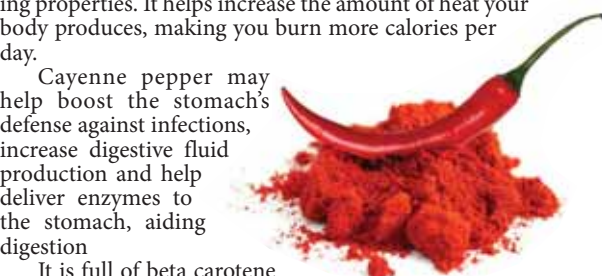 ing properties. It helps increase the amount of heat your
body produces, making you burn more calories per
day.
Cayenne pepper may
help boost the stomach's
defense against infections,
increase digestive fluid
production and help
deliver enzymes to
the stomach, aiding
digestion
It is full of beta carotene